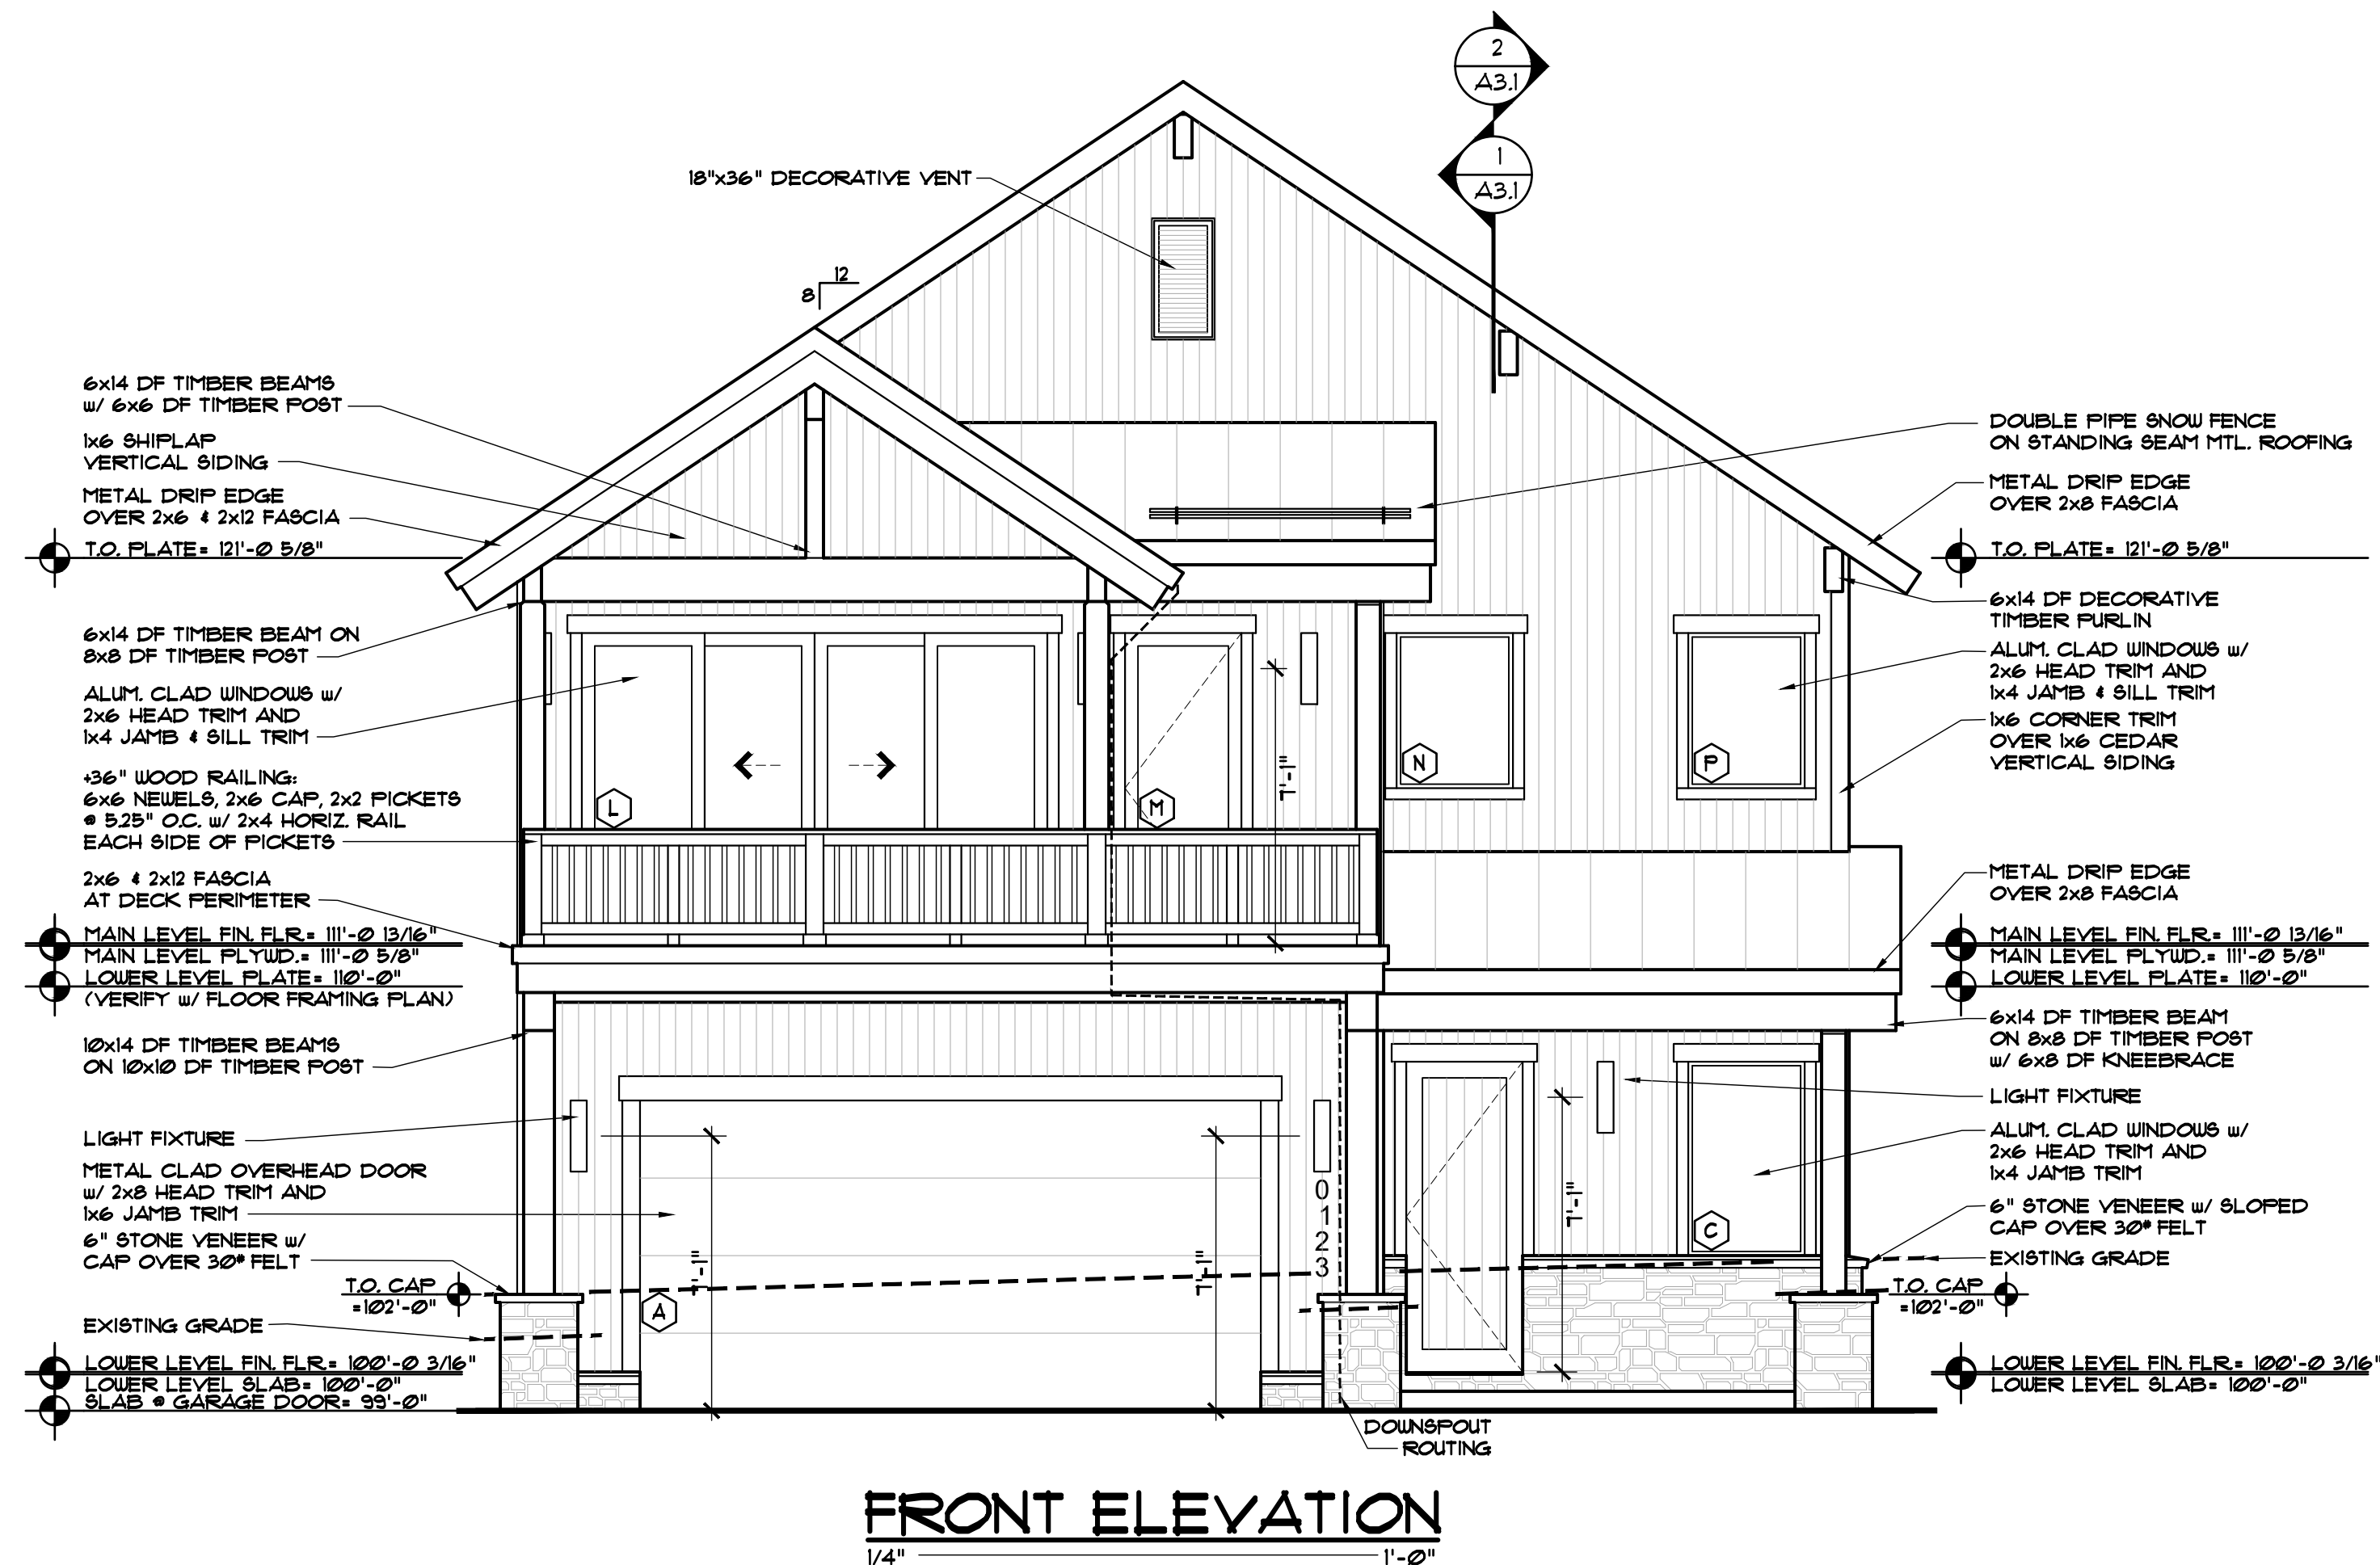 2
A3.1
1
A3.1
18"x36" DECORATIVE VENT
12
8
6x14 DF TIMBER BEAMS
w/ 6x6 DF TIMBER POST
1x6 SHIPLAP
VERTICAL SIDING
METAL DRIP EDGE
OVER 2x6 & 2x12 FASCIA
T.O. PLATE= 121'-0 5/8"
6x14 DF TIMBER BEAM ON
8x8 DF TIMBER POST
ALUM. CLAD WINDOWS w/
2x6 HEAD TRIM AND
1x4 JAMB & SILL TRIM
+36" WOOD RAILING:
6x6 NEWELS, 2x6 CAP, 2x2 PICKETS
@ 5.25" O.C. w/ 2x4 HORIZ. RAIL
EACH SIDE OF PICKETS
2x6 & 2x12 FASCIA
AT DECK PERIMETER
MAIN LEVEL FIN. FLR.= 111'-0 13/16"
MAIN LEVEL PLYWD.= 111'-0 5/8"
LOWER LEVEL PLATE= 110'-0"
(VERIFY w/ FLOOR FRAMING PLAN)
10x14 DF TIMBER BEAMS
ON 10x10 DF TIMBER POST
LIGHT FIXTURE
METAL CLAD OVERHEAD DOOR
w/ 2x8 HEAD TRIM AND
1x6 JAMB TRIM
6" STONE VENEER w/
CAP OVER 30# FELT
T.O. CAP
=102'-0"
EXISTING GRADE
LOWER LEVEL FIN. FLR.= 100'-0 3/16"
LOWER LEVEL SLAB= 100'-0"
SLAB @ GARAGE DOOR= 99'-0"
L
M
N
P
7'-1"
A
7'-1"
7'-1"
0
1
2
3
7'-1"
C
DOUBLE PIPE SNOW FENCE
ON STANDING SEAM MTL. ROOFING
METAL DRIP EDGE
OVER 2x8 FASCIA
T.O. PLATE= 121'-0 5/8"
6x14 DF DECORATIVE
TIMBER PURLIN
ALUM. CLAD WINDOWS w/
2x6 HEAD TRIM AND
1x4 JAMB & SILL TRIM
1x6 CORNER TRIM
OVER 1x6 CEDAR
VERTICAL SIDING
METAL DRIP EDGE
OVER 2x8 FASCIA
MAIN LEVEL FIN. FLR.= 111'-0 13/16"
MAIN LEVEL PLYWD.= 111'-0 5/8"
LOWER LEVEL PLATE= 110'-0"
6x14 DF TIMBER BEAM
ON 8x8 DF TIMBER POST
w/ 6x8 DF KNEEBRACE
LIGHT FIXTURE
ALUM. CLAD WINDOWS w/
2x6 HEAD TRIM AND
1x4 JAMB TRIM
6" STONE VENEER w/ SLOPED
CAP OVER 30# FELT
EXISTING GRADE
T.O. CAP
=102'-0"
LOWER LEVEL FIN. FLR.= 100'-0 3/16"
LOWER LEVEL SLAB= 100'-0"
DOWNSPOUT
ROUTING
FRONT ELEVATION
1/4" 1'-0"